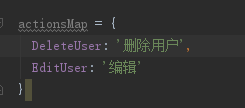 actionsMap = {
DeleteUser: '删除用户',
EditUser: '编辑'
}